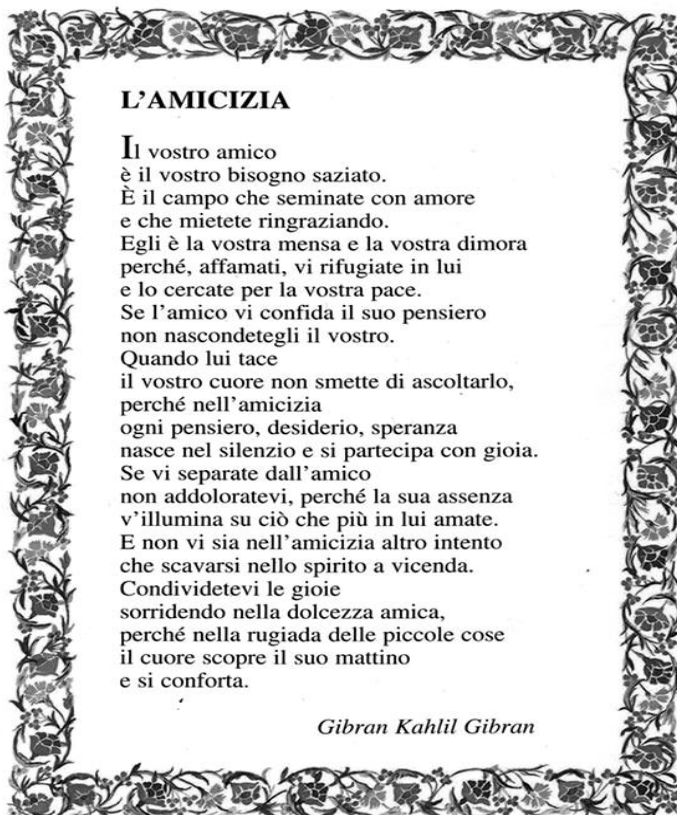 L'AMICIZIA
Il vostro amico
è il vostro bisogno saziato.
È il campo che seminate con amore
e che mietete ringraziando.
Egli è la vostra mensa e la vostra dimora
perché, affamati, vi rifugiate in lui
e lo cercate per la vostra pace.
Se l'amico vi confida il suo pensiero
non nascondetegli il vostro.
Quando lui tace
il vostro cuore non smette di ascoltarlo,
perché nell'amicizia
ogni pensiero, desiderio, speranza
nasce nel silenzio e si partecipa con gioia.
Se vi separate dall'amico
non addoloratevi, perché la sua assenza
v'illumina su ciò che più in lui amate.
E non vi sia nell'amicizia altro intento
che scavarsi nello spirito a vicenda.
Condividetevi le gioie
sorridendo nella dolcezza amica,
perché nella rugiada delle piccole cose
il cuore scopre il suo mattino
e si conforta.
Gibran Kahlil Gibran